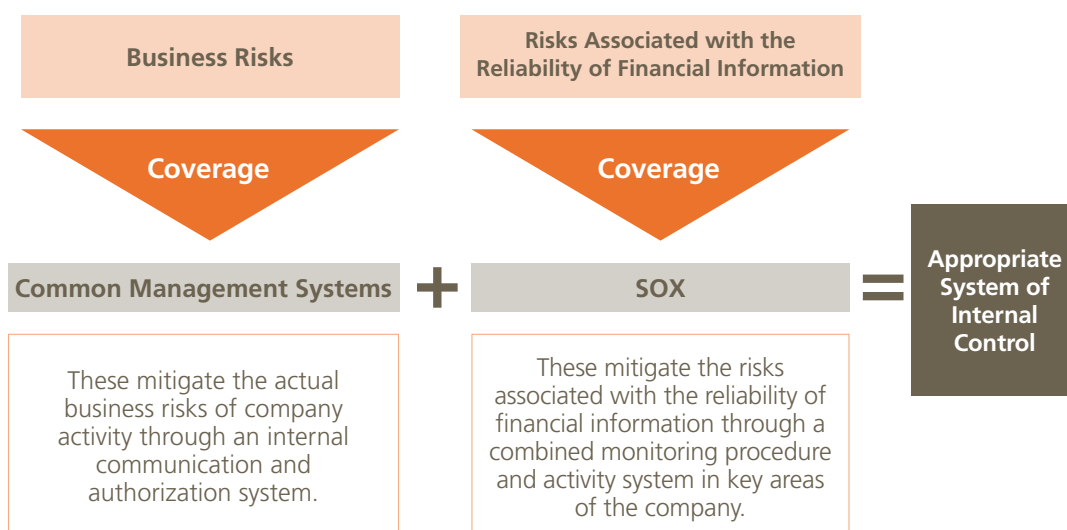 Business Risks
Risks Associated with the
Reliability of Financial Information
Coverage
Coverage
Common Management Systems
+
SOX
=
Appropriate
System of
Internal
Control
These mitigate the actual
business risks of company
activity through an internal
communication and
authorization system.
These mitigate the risks
associated with the reliability of
financial information through a
combined monitoring procedure
and activity system in key areas
of the company.